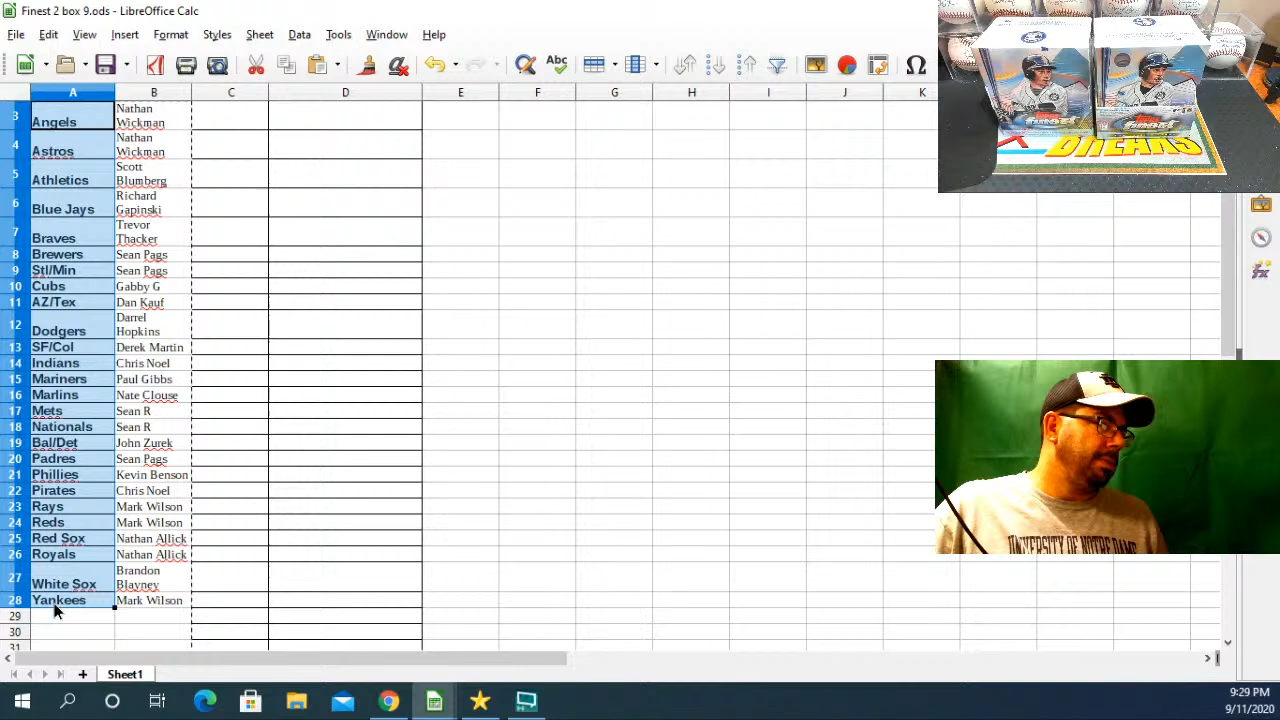 Finest 2 box 9.ods - LibreOffice Calc
File Edit View Insert Format Styles Sheet Window Help
A B C D E F G H I J K
3 Angels Nathan Wickman
4 Astros Nathan Wickman
5 Athletics Scott Blumberg
6 Blue Jays Richard Gapinski
7 Braves Trevor Thacker
8 Brewers Sean Pags
9 Stl/Min Sean Pags
10 Cubs Gabby G
11 AZ/Tex Dan Kauf
12 Dodgers Darrel Hopkins
13 SF/Col Derek Martin
14 Indians Chris Noel
15 Mariners Paul Gibbs
16 Marlins Nate Clouse
17 Mets Sean R
18 Nationals Sean R
19 Bal/Det John Zurek
20 Padres Sean Pags
21 Phillies Kevin Benson
22 Pirates Chris Noel
23 Rays Mark Wilson
24 Reds Mark Wilson
25 Red Sox Nathan Allick
26 Royals Nathan Allick
27 White Sox Brandon Blayney
28 Yankees Mark Wilson
29
30
31
Sheet1
9:29 PM
9/11/2020
finest
BREAKS
UNIVERSITY OF NOTRE DAME